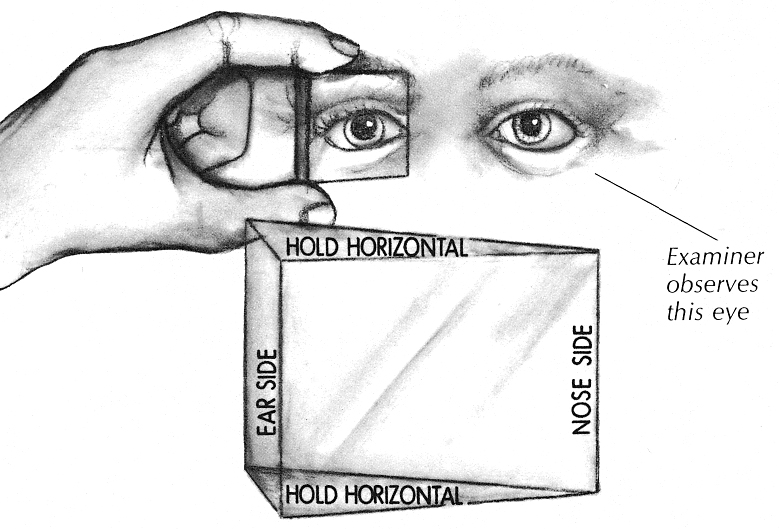 HOLD HORIZONTAL
Examiner
observes
this eye
EAR SIDE
NOSE SIDE
HOLD HORIZONTAL